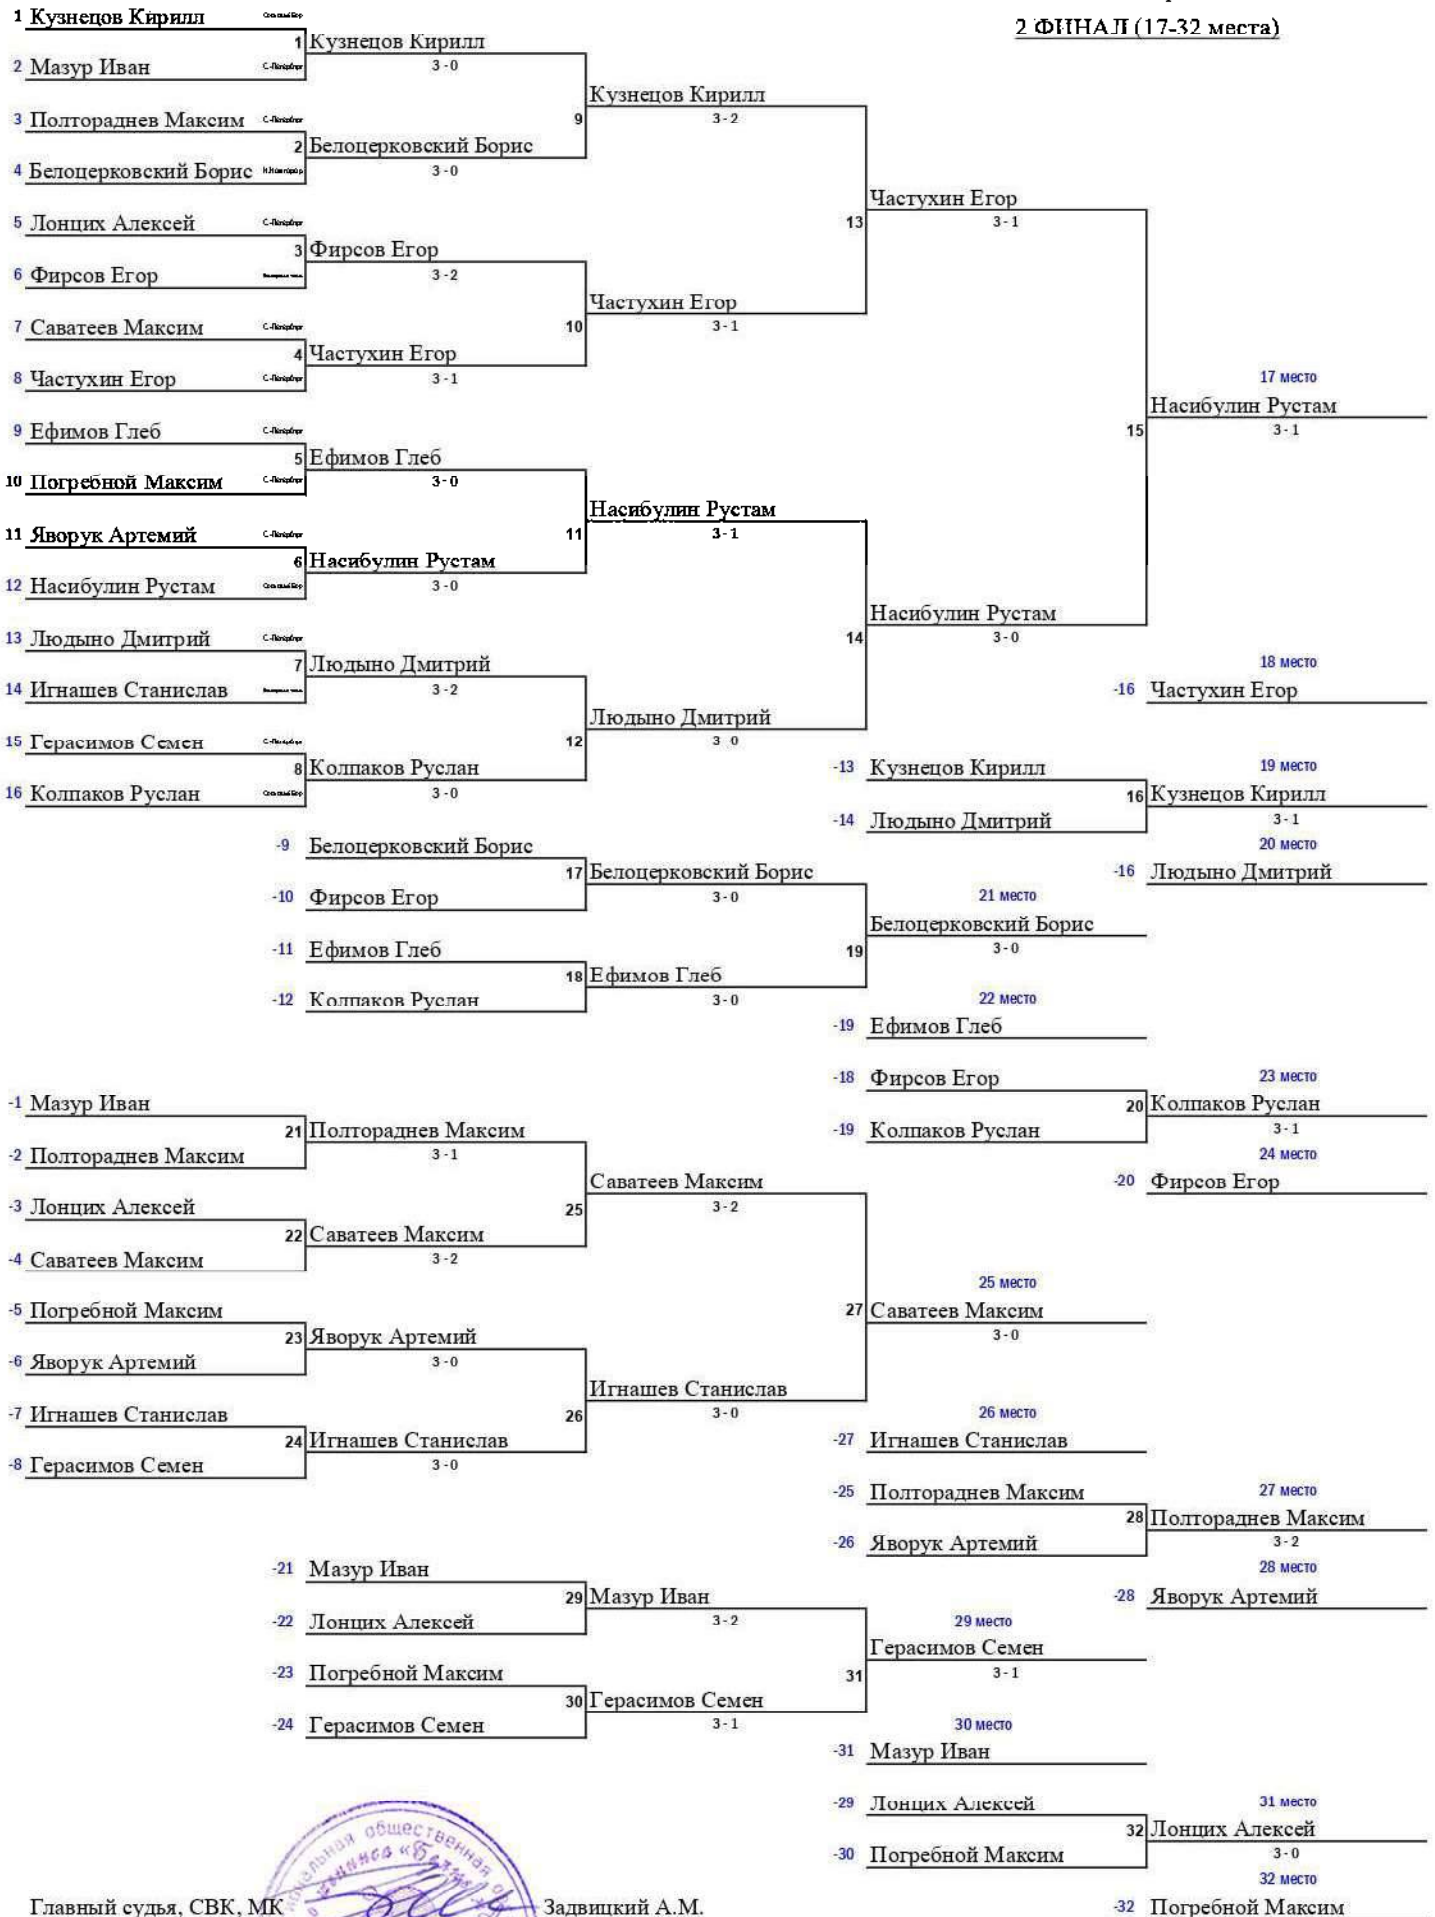 2 ФИНАЛ (17-32 места)
1 Кузнецов Кирилл
1 Кузнецов Кирилл
3 - 0
2 Мазур Иван С.-Петербург
Кузнецов Кирилл
9 3 - 2
3 Полтораднев Максим С.-Петербург
2 Белоцерковский Борис
3 - 0
4 Белоцерковский Борис Н.Новгород
Частухин Егор
13 3 - 1
5 Лонцих Алексей С.-Петербург
3 Фирсов Егор
3 - 2
6 Фирсов Егор
Частухин Егор
10 3 - 1
7 Саватеев Максим С.-Петербург
4 Частухин Егор
3 - 1
8 Частухин Егор С.-Петербург
17 место
Насибулин Рустам
15 3 - 1
9 Ефимов Глеб С.-Петербург
5 Ефимов Глеб
3 - 0
10 Погребной Максим С.-Петербург
Насибулин Рустам
11 3 - 1
11 Яворук Артемий С.-Петербург
6 Насибулин Рустам
3 - 0
12 Насибулин Рустам
Насибулин Рустам
14 3 - 0
13 Людыно Дмитрий С.-Петербург
7 Людыно Дмитрий
3 - 2
14 Игнашев Станислав
18 место
-16 Частухин Егор
Людыно Дмитрий
12 3 0
15 Герасимов Семен С.-Петербург
8 Колпаков Руслан
3 - 0
16 Колпаков Руслан
-13 Кузнецов Кирилл 19 место
16 Кузнецов Кирилл
3 - 1
-14 Людыно Дмитрий
20 место
-16 Людыно Дмитрий
-9 Белоцерковский Борис
17 Белоцерковский Борис
3 - 0
-10 Фирсов Егор
21 место
Белоцерковский Борис
19 3 - 0
-11 Ефимов Глеб
18 Ефимов Глеб
3 - 0
-12 Колпаков Руслан
22 место
-19 Ефимов Глеб
-18 Фирсов Егор 23 место
20 Колпаков Руслан
3 - 1
-19 Колпаков Руслан
24 место
-20 Фирсов Егор
-1 Мазур Иван
21 Полтораднев Максим
3 - 1
-2 Полтораднев Максим
Саватеев Максим
25 3 - 2
-3 Лонцих Алексей
22 Саватеев Максим
3 - 2
-4 Саватеев Максим
25 место
27 Саватеев Максим
3 - 0
-5 Погребной Максим
23 Яворук Артемий
3 - 0
-6 Яворук Артемий
Игнашев Станислав
26 3 - 0
-7 Игнашев Станислав
24 Игнашев Станислав
3 - 0
-8 Герасимов Семен
26 место
-27 Игнашев Станислав
-25 Полтораднев Максим 27 место
28 Полтораднев Максим
3 - 2
-26 Яворук Артемий
28 место
-28 Яворук Артемий
-21 Мазур Иван
29 Мазур Иван
3 - 2
-22 Лонцих Алексей
29 место
Герасимов Семен
31 3 - 1
-23 Погребной Максим
30 Герасимов Семен
3 - 1
-24 Герасимов Семен
30 место
-31 Мазур Иван
-29 Лонцих Алексей 31 место
32 Лонцих Алексей
3 - 0
-30 Погребной Максим
32 место
-32 Погребной Максим
общественная
Главный судья, СВК, МК Задвицкий А.М.